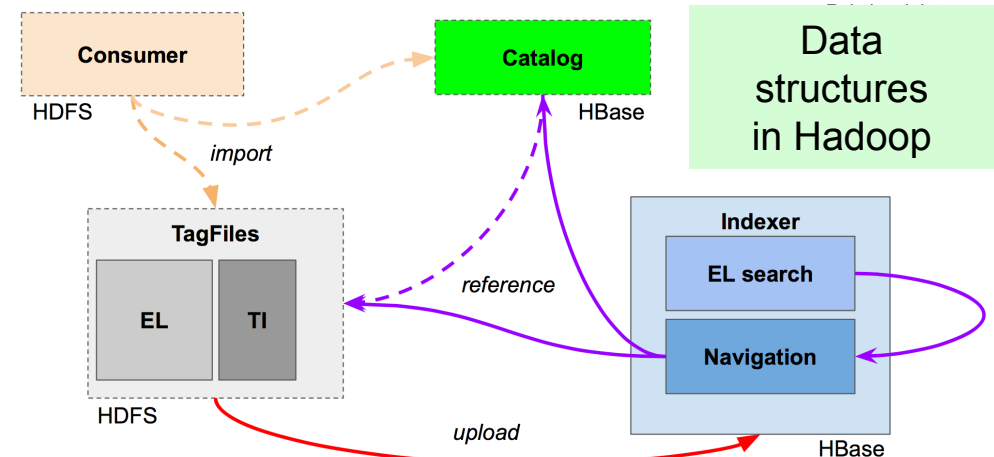 Consumer
HDFS
Catalog
HBase
Data
structures
in Hadoop
import
TagFiles
EL
TI
HDFS
reference
Indexer
EL search
Navigation
HBase
upload